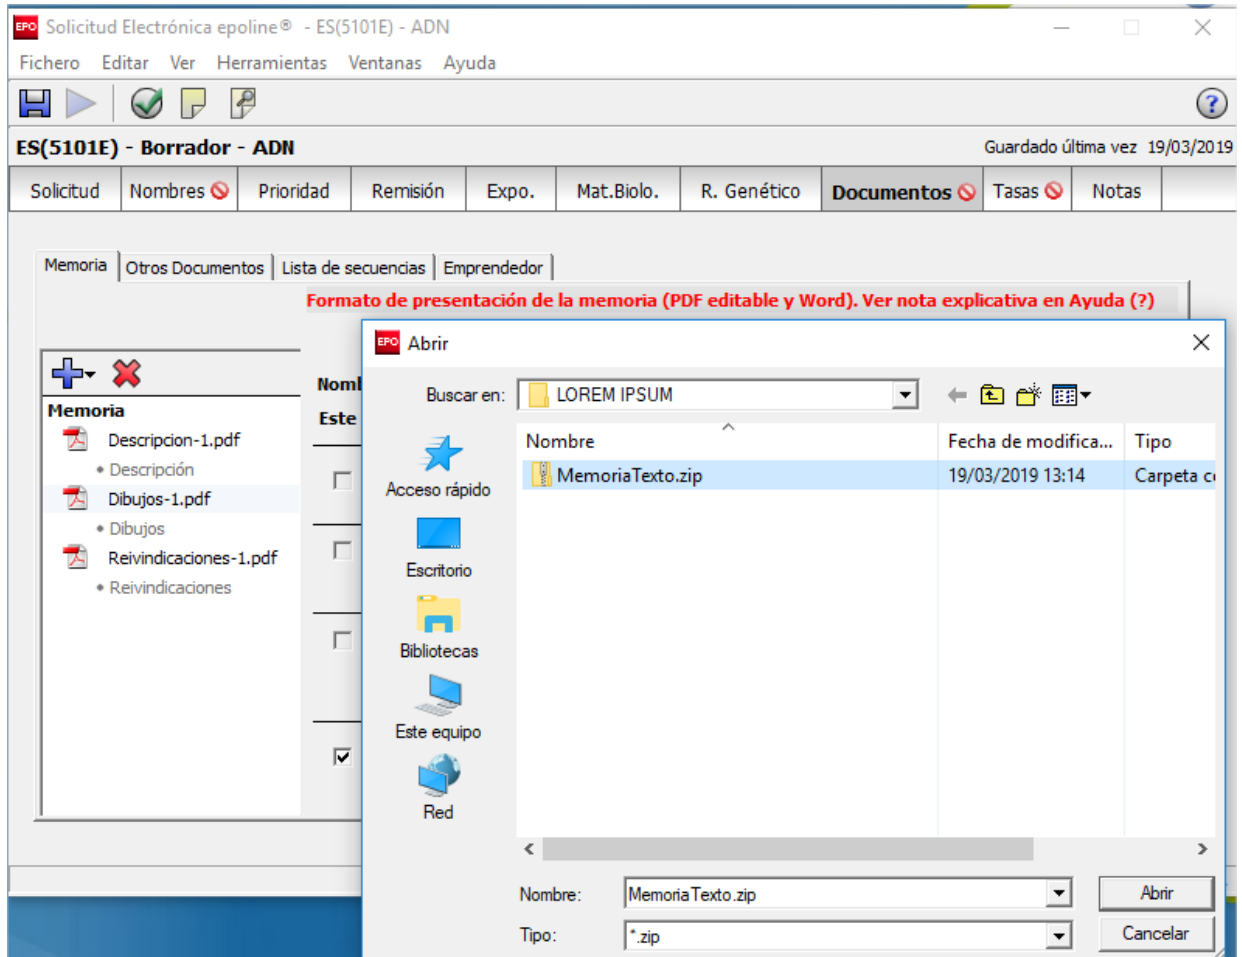 EPO Solicitud Electrónica epoline® - ES(5101E) - ADN
Fichero Editar Ver Herramientas Ventanas Ayuda
ES(5101E) - Borrador - ADN Guardado última vez 19/03/2019
Solicitud Nombres Prioridad Remisión Expo. Mat.Biolo. R. Genético Documentos Tasas Notas
Memoria Otros Documentos Lista de secuencias Emprendedor
Formato de presentación de la memoria (PDF editable y Word). Ver nota explicativa en Ayuda (?)
Memoria
Descripcion-1.pdf
• Descripción
Dibujos-1.pdf
• Dibujos
Reivindicaciones-1.pdf
• Reivindicaciones
Este
EPO Abrir
Buscar en: LOREM IPSUM
Nombre Fecha de modifica... Tipo
MemoriaTexto.zip 19/03/2019 13:14 Carpeta
Acceso rápido
Escritorio
Bibliotecas
Este equipo
Red
Nombre: MemoriaTexto.zip Abrir
Tipo: *.zip Cancelar